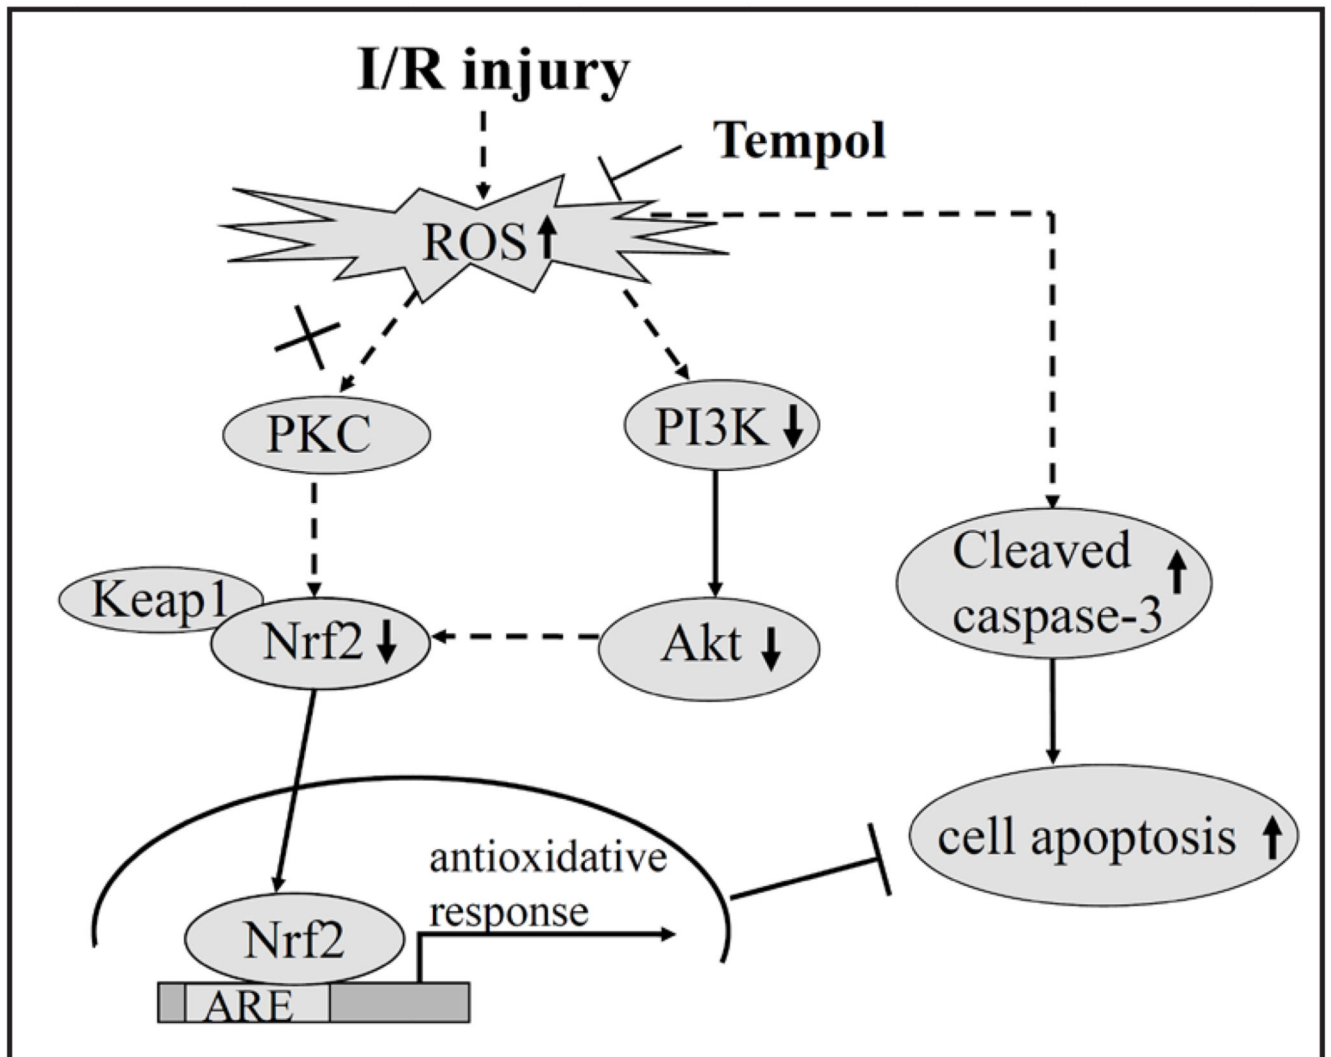 I/R injury
Tempol
ROS
PKC
PI3K
Keap1
Nrf2
Akt
Cleaved
caspase-3
cell apoptosis
antioxidative
response
Nrf2
ARE